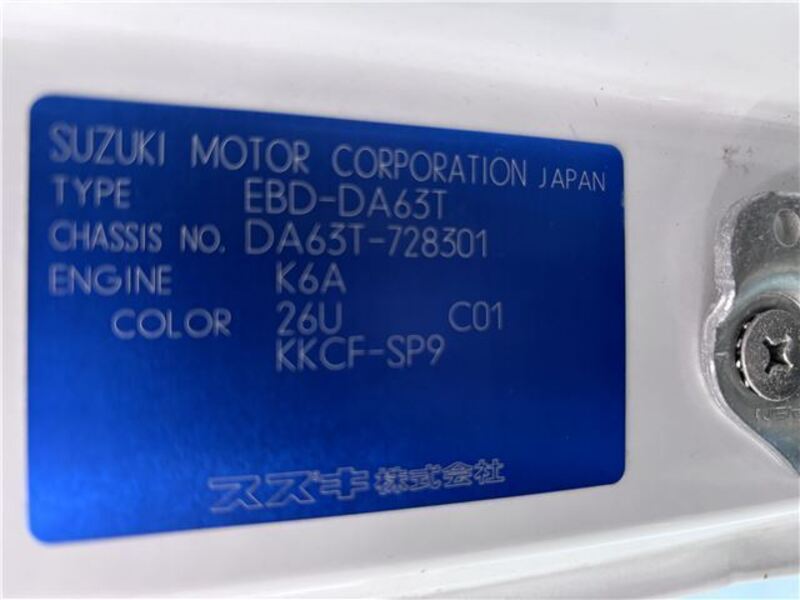 SUZUKI MOTOR CORPORATION JAPAN
TYPE EBD-DA63T
CHASSIS NO. DA63T-728301
ENGINE K6A
COLOR 26U C01
KKCF-SP9
スズキ株式会社